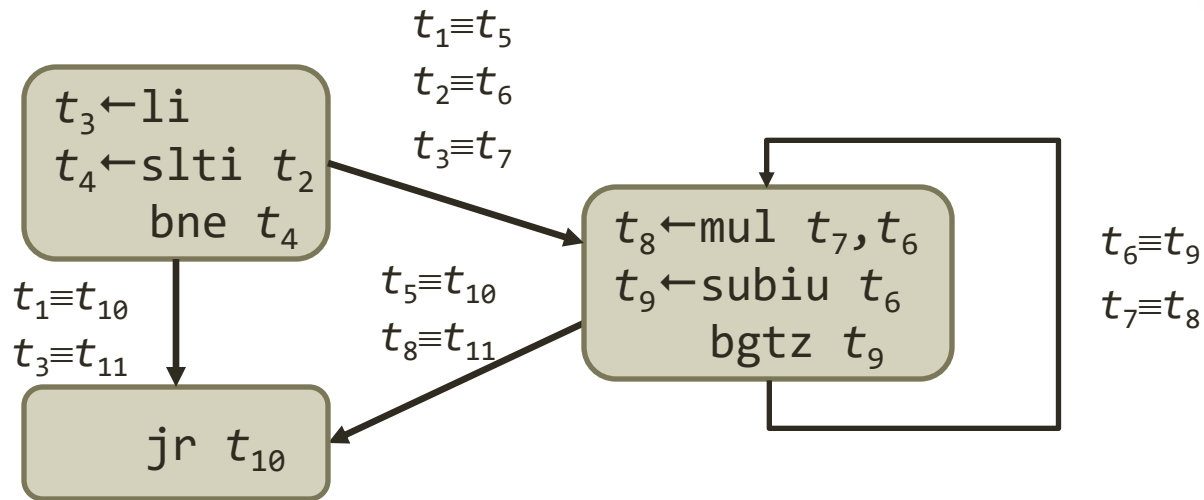 t₁≡t₅
t₂≡t₆
t₃≡t₇
t₃←li
t₄←slti t₂
bne t₄
t₈←mul t₇,t₆
t₉←subiu t₆
bgtz t₉
t₆≡t₉
t₇≡t₈
t₁≡t₁₀
t₃≡t₁₁
t₅≡t₁₀
t₈≡t₁₁
jr t₁₀